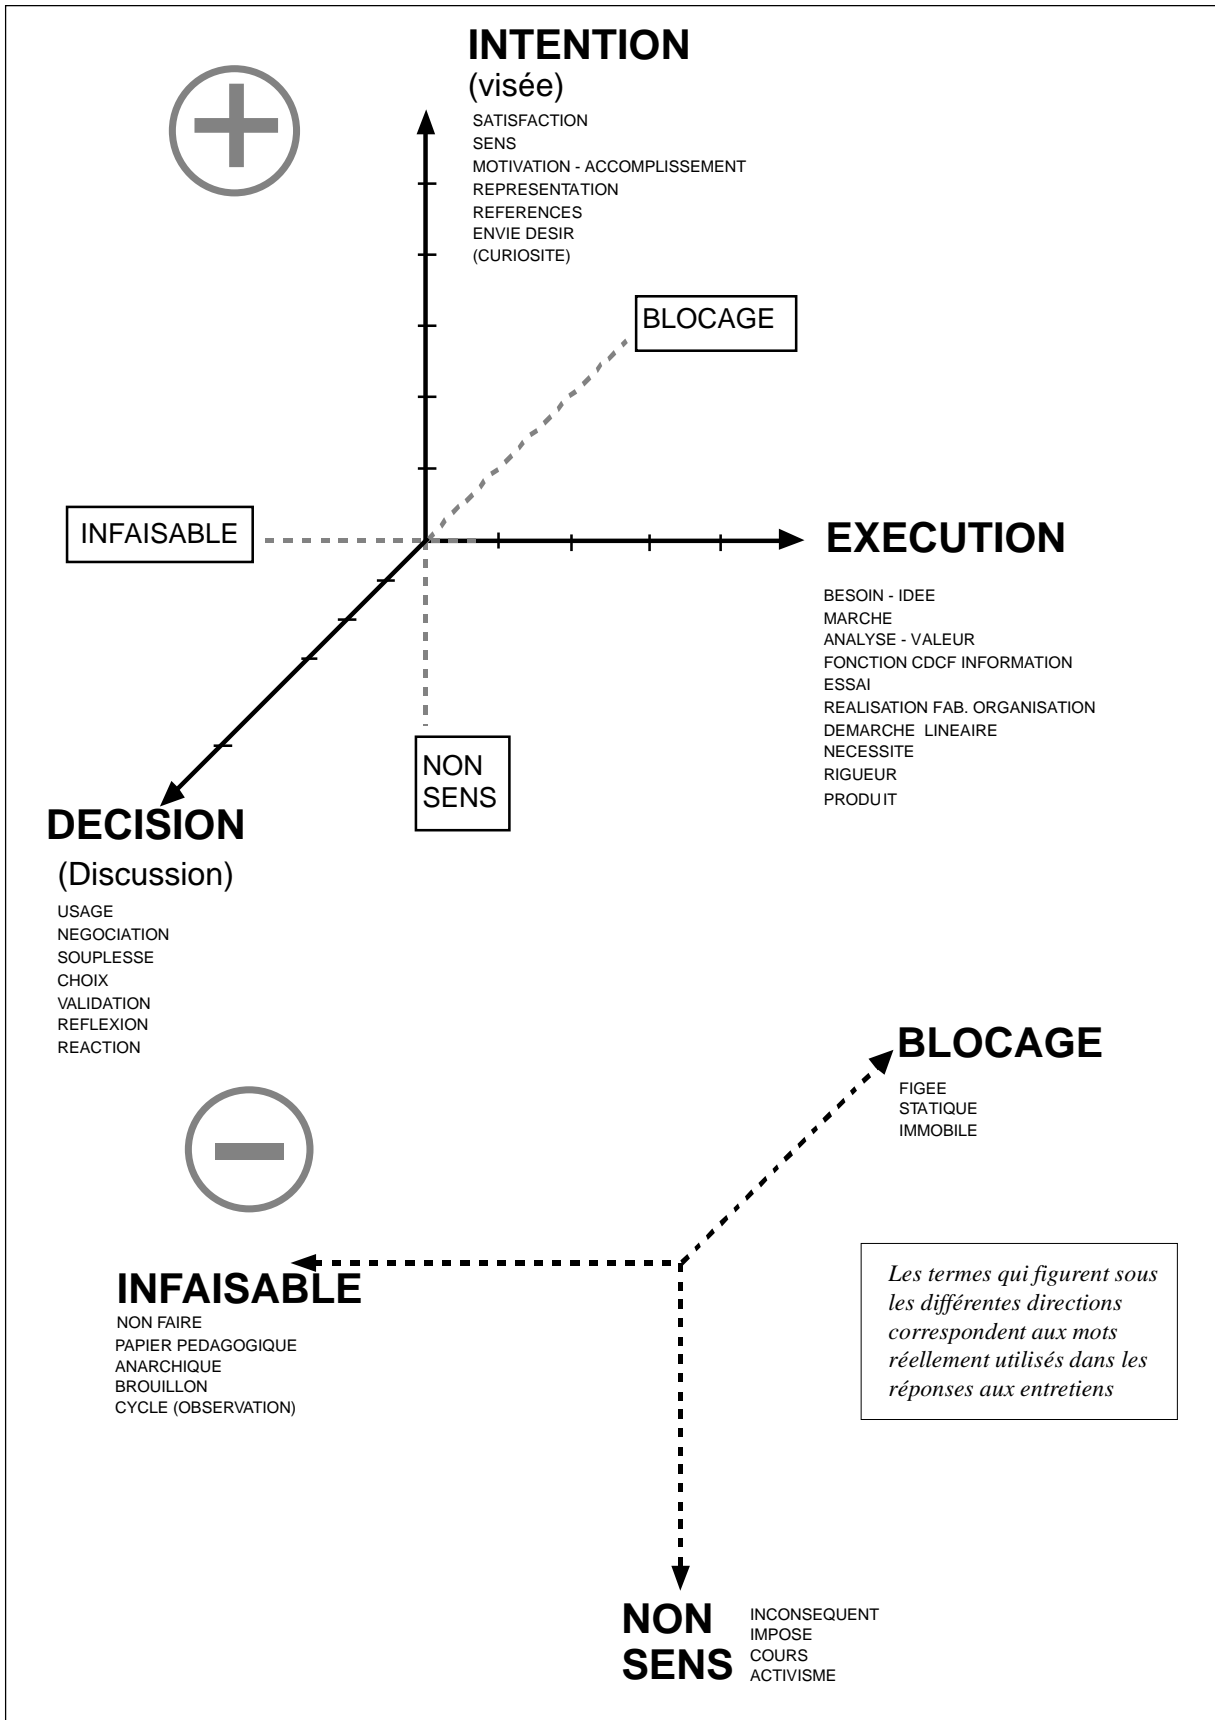 INTENTION
(visée)
SATISFACTION
SENS
MOTIVATION - ACCOMPLISSEMENT
REPRESENTATION
REFERENCES
ENVIE DESIR
(CURIOSITE)
BLOCAGE
INFAISABLE
EXECUTION
BESOIN - IDEE
MARCHE
ANALYSE - VALEUR
FONCTION CDCF INFORMATION
ESSAI
REALISATION FAB. ORGANISATION
DEMARCHE LINEAIRE
NECESSITE
RIGUEUR
PRODUIT
NON
SENS
DECISION
(Discussion)
USAGE
NEGOCIATION
SOUPLESSE
CHOIX
VALIDATION
REFLEXION
REACTION
BLOCAGE
FIGEE
STATIQUE
IMMOBILE
INFAISABLE
NON FAIRE
PAPIER PEDAGOGIQUE
ANARCHIQUE
BROUILLON
CYCLE (OBSERVATION)
Les termes qui figurent sous
les différentes directions
correspondent aux mots
réellement utilisés dans les
réponses aux entretiens
NON
SENS
INCONSEQUENT
IMPOSE
COURS
ACTIVISME